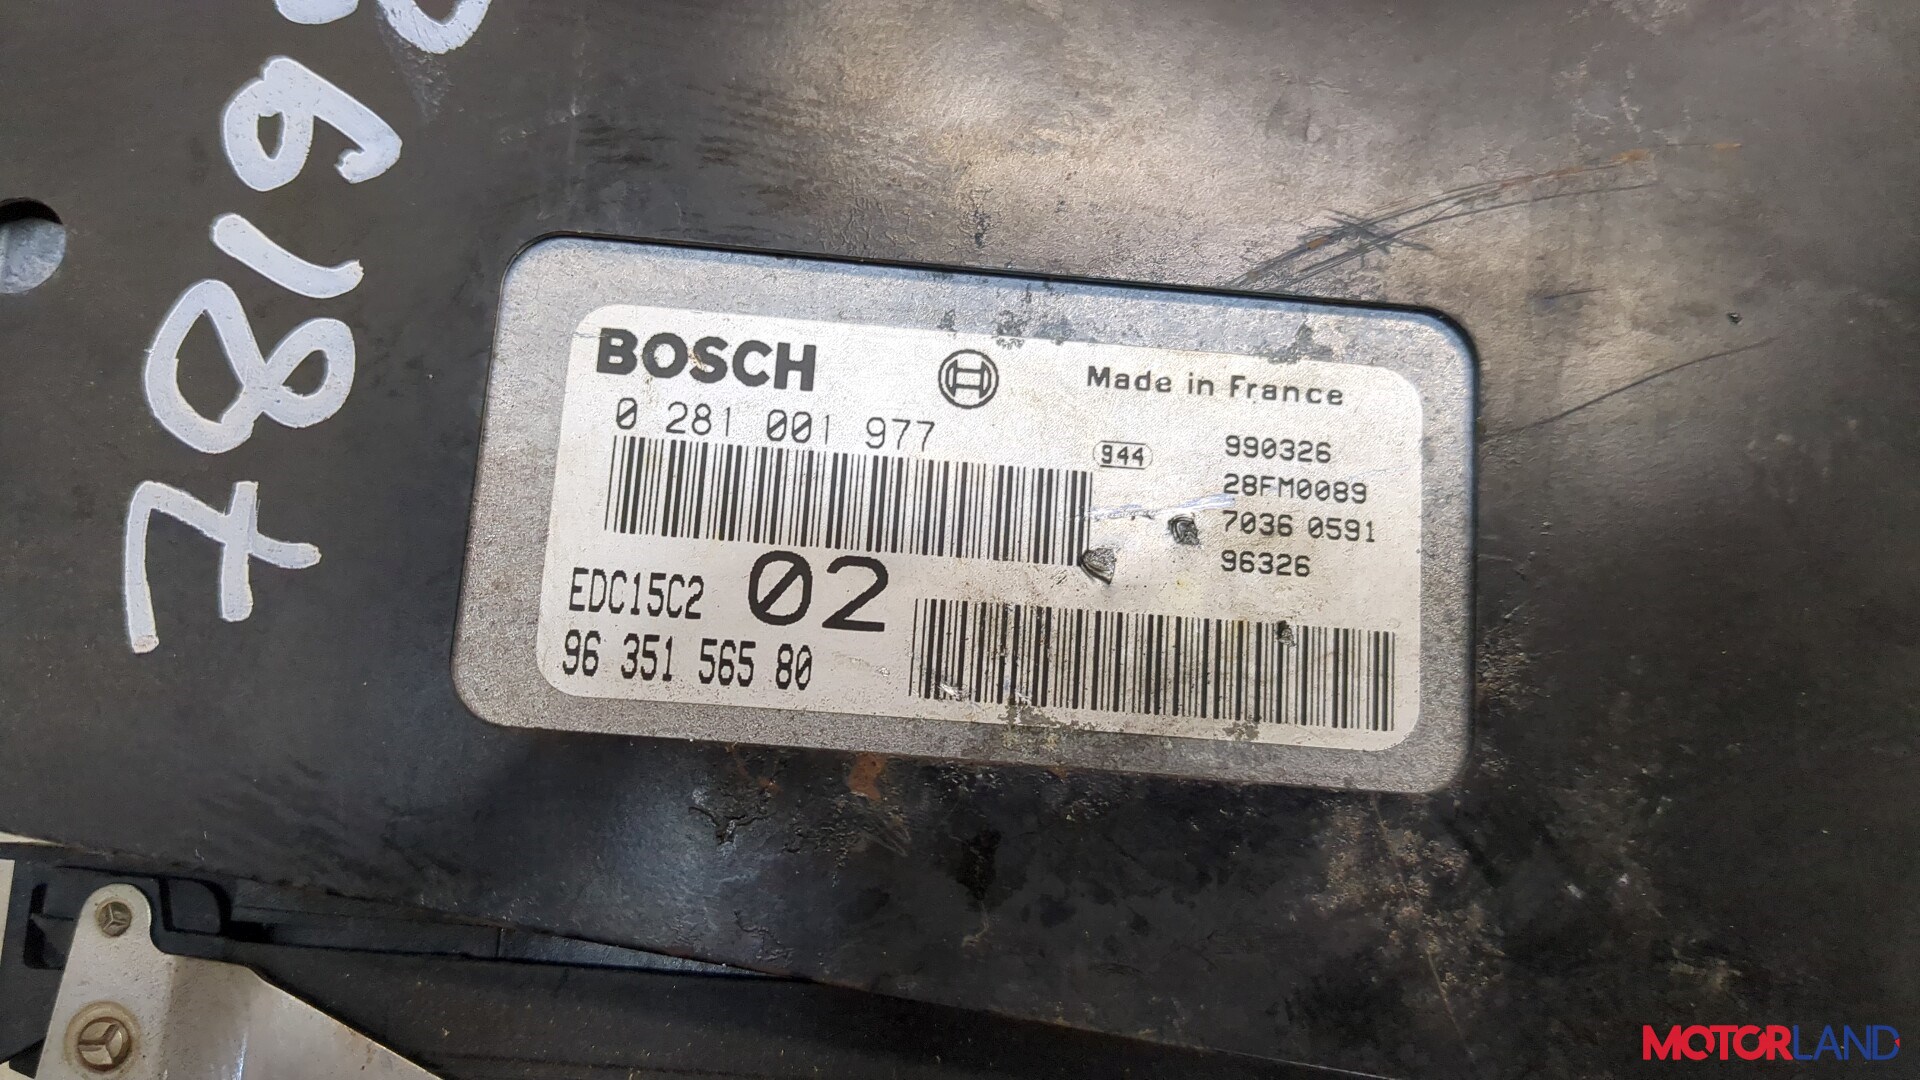 7819
BOSCH
Made in France
0 281 001 977
944
990326
28FM0089
7036 0591
96326
EDC15C2 02
96 351 565 80
MOTORLAND